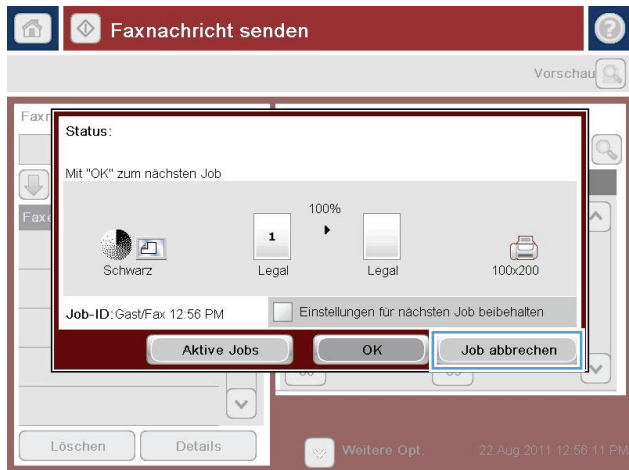 Faxnachricht senden
Vorschau
Status:
Mit "OK" zum nächsten Job
100%
1
Schwarz
Legal
Legal
100x200
Job-ID: Gast/Fax 12:56 PM
Einstellungen für nächsten Job beibehalten
Aktive Jobs
OK
Job abbrechen
Löschen
Details
Weitere Opt.
22.Aug.2011 12:56:11 PM